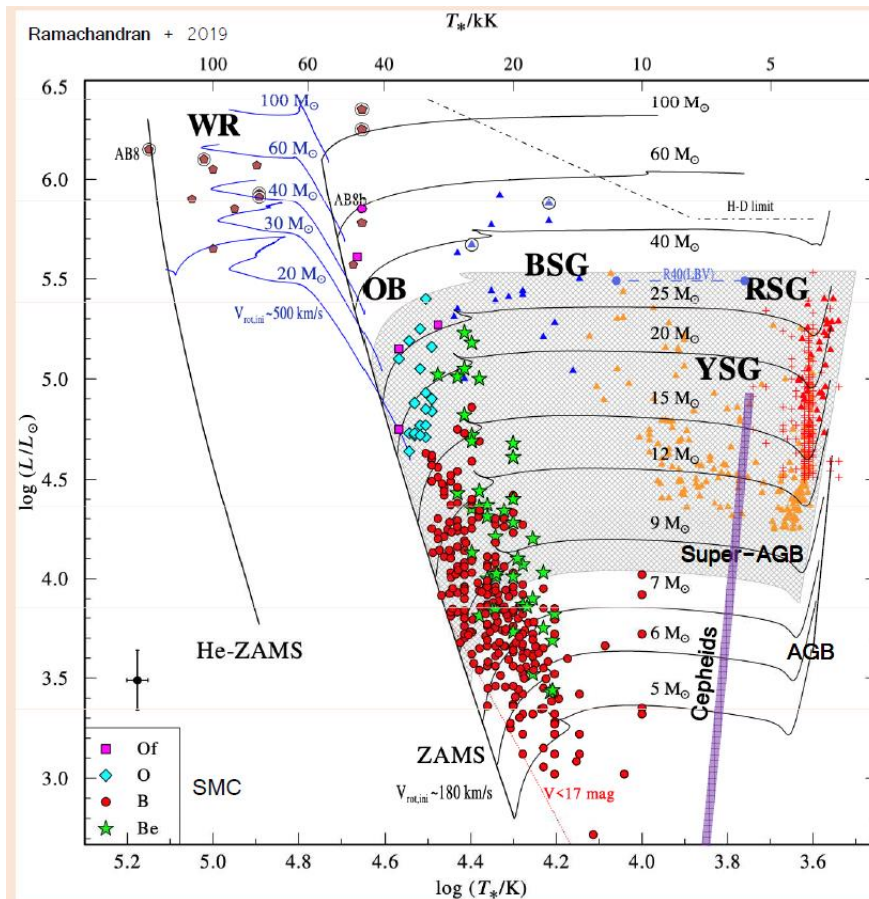 Ramachandran + 2019
T*/kK
100 60 40 20 10 5
6.5
6.0
5.5
5.0
4.5
4.0
3.5
3.0
log (L/L⊙)
WR
100 M⊙
60 M⊙
40 M⊙
30 M⊙
20 M⊙
Vrot,ini~500 km/s
AB8
AB8b
100 M⊙
60 M⊙
H-D limit
40 M⊙
BSG
OB
R40(LBV)
RSG
25 M⊙
20 M⊙
YSG
15 M⊙
12 M⊙
9 M⊙
Super-AGB
7 M⊙
6 M⊙
AGB
Cepheids
5 M⊙
He-ZAMS
ZAMS
Vrot,ini~180 km/s
V<17 mag
Of
O
B
Be
SMC
5.2 5.0 4.8 4.6 4.4 4.2 4.0 3.8 3.6
log (T*/K)